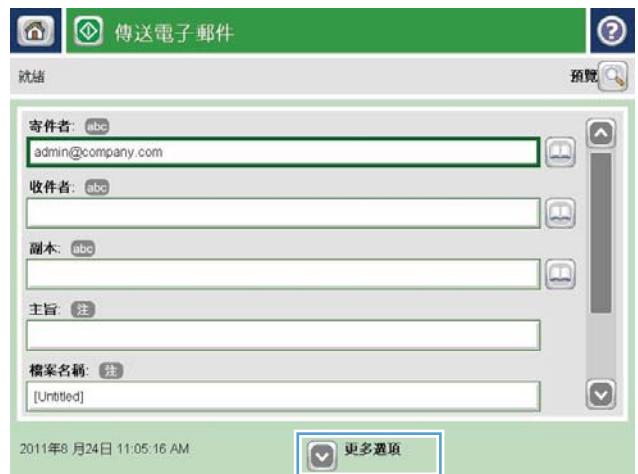 傳送電子郵件
就緒 預覽
寄件者: abc
admin@company.com
收件者: abc
副本: abc
主旨: 注
檔案名稱: 注
[Untitled]
2011年8 月24日 11:05:16 AM 更多選項